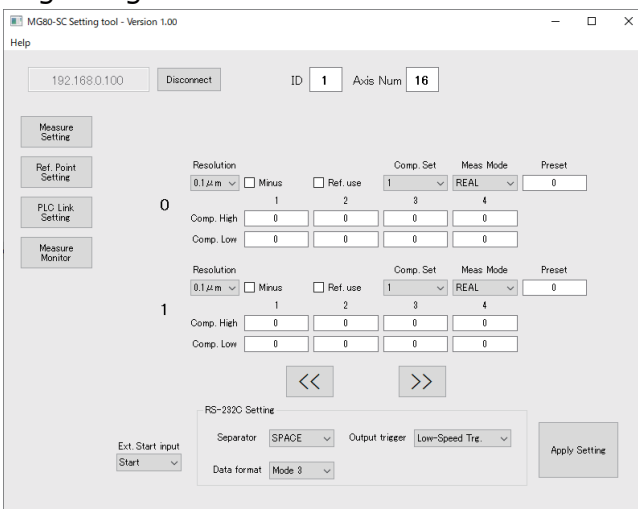 MG80-SC Setting tool - Version 1.00
Help
192.168.0.100 Disconnect ID 1 Axis Num 16
Measure Setting
Ref. Point Setting
PLC Link Setting
Measure Monitor
0
Resolution Comp. Set Meas Mode Preset
0.1μm Minus Ref. use 1 REAL 0
1 2 3 4
Comp. High 0 0 0 0
Comp. Low 0 0 0 0
1
Resolution Comp. Set Meas Mode Preset
0.1μm Minus Ref. use 1 REAL 0
1 2 3 4
Comp. High 0 0 0 0
Comp. Low 0 0 0 0
<< >>
RS-232C Setting
Separator SPACE Output trigger Low-Speed Trg.
Ext. Start input
Start
Data format Mode 3
Apply Setting